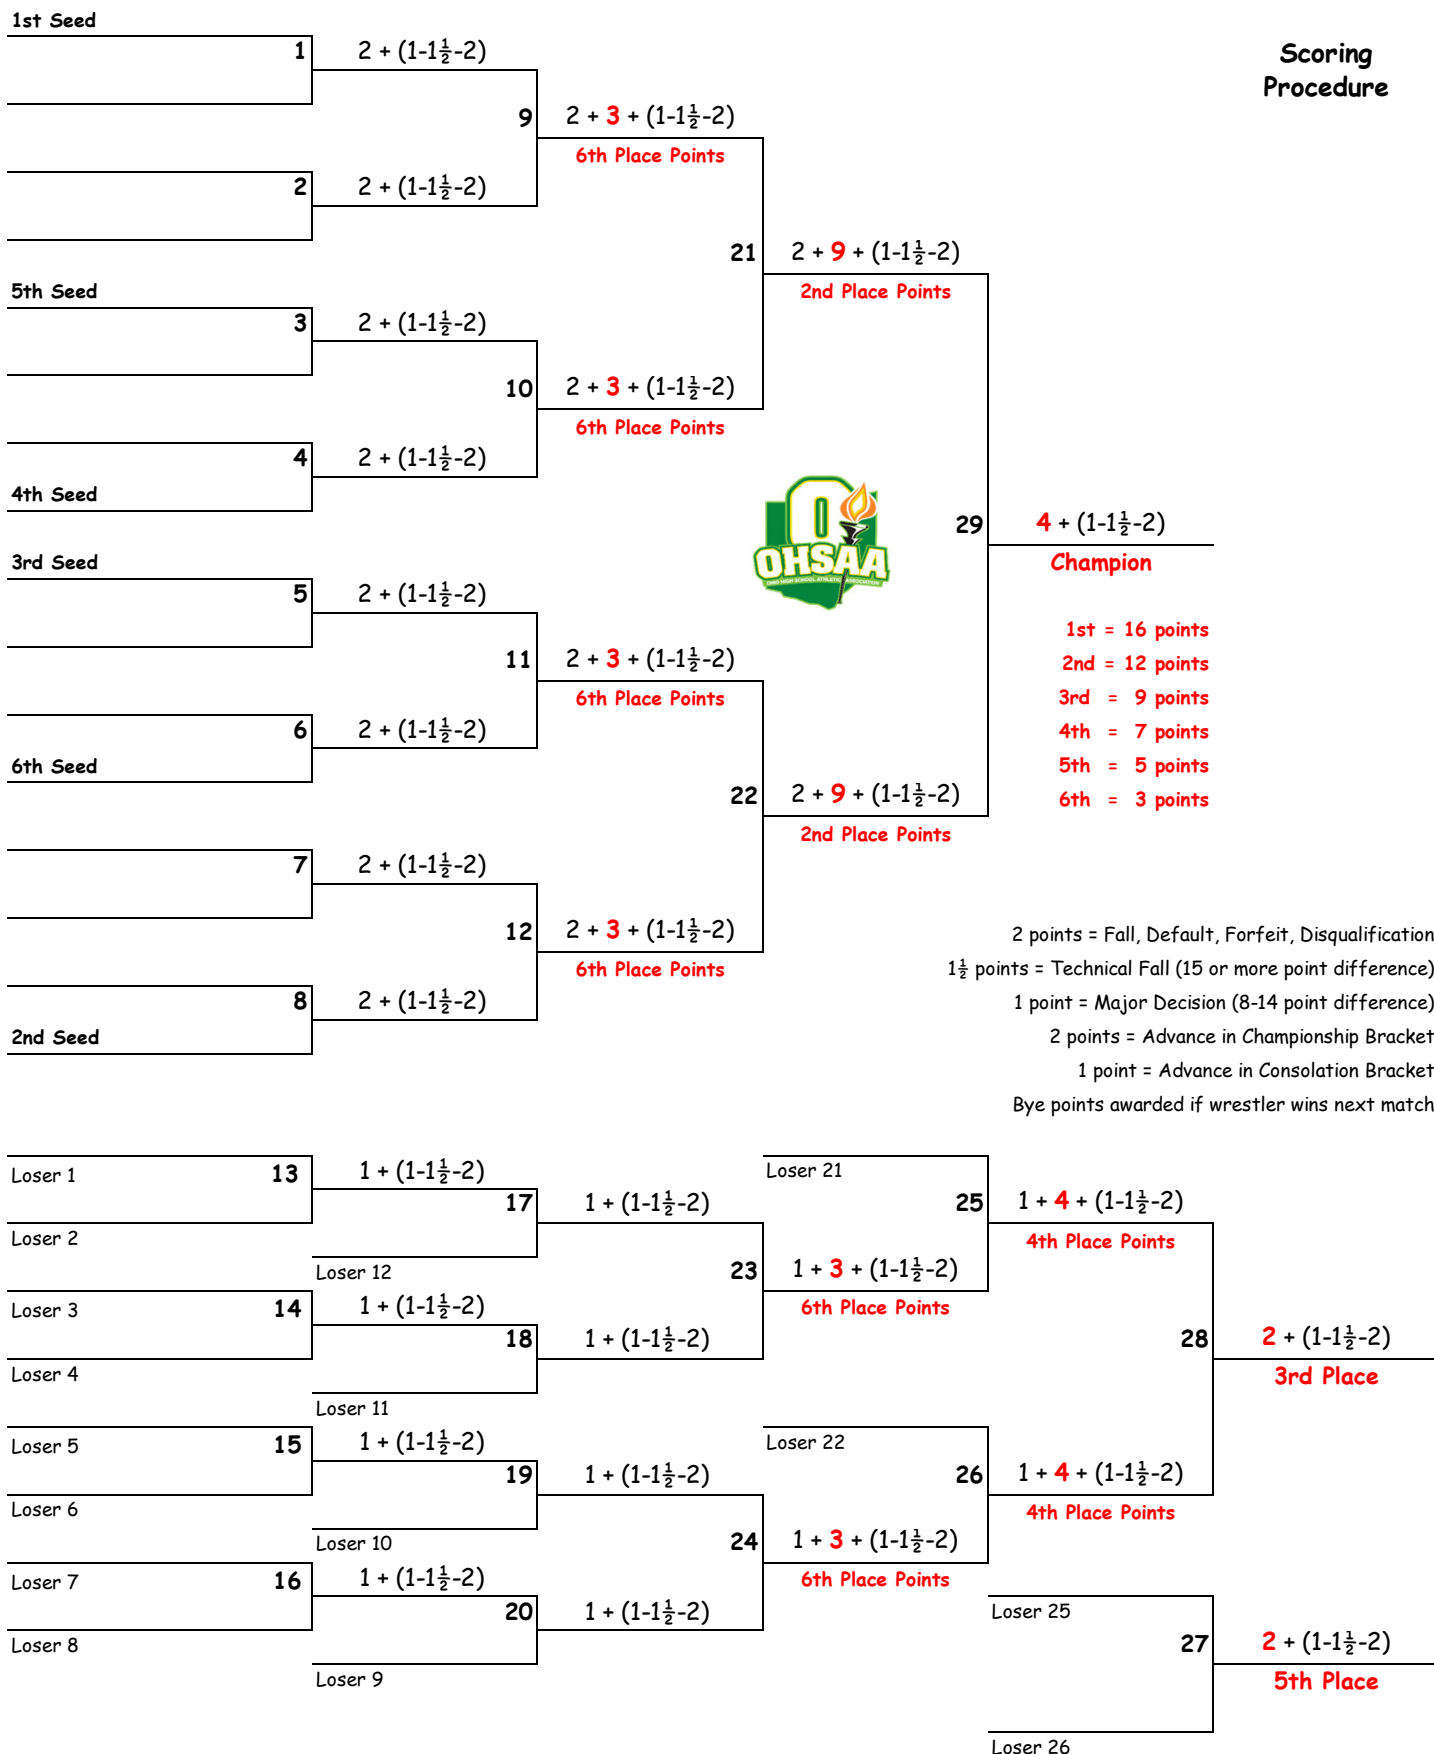 1st Seed
1
2 + (1-1½-2)
Scoring
Procedure
9
2 + 3 + (1-1½-2)
6th Place Points
2
2 + (1-1½-2)
21
2 + 9 + (1-1½-2)
2nd Place Points
5th Seed
3
2 + (1-1½-2)
10
2 + 3 + (1-1½-2)
6th Place Points
4
2 + (1-1½-2)
4th Seed
O
OHSAA
OHIO HIGH SCHOOL ATHLETIC ASSOCIATION
29
4 + (1-1½-2)
Champion
3rd Seed
5
2 + (1-1½-2)
1st = 16 points
2nd = 12 points
3rd = 9 points
4th = 7 points
5th = 5 points
6th = 3 points
11
2 + 3 + (1-1½-2)
6th Place Points
6
2 + (1-1½-2)
6th Seed
22
2 + 9 + (1-1½-2)
2nd Place Points
7
2 + (1-1½-2)
12
2 + 3 + (1-1½-2)
6th Place Points
8
2 + (1-1½-2)
2nd Seed
2 points = Fall, Default, Forfeit, Disqualification
1½ points = Technical Fall (15 or more point difference)
1 point = Major Decision (8-14 point difference)
2 points = Advance in Championship Bracket
1 point = Advance in Consolation Bracket
Bye points awarded if wrestler wins next match
Loser 1
13
1 + (1-1½-2)
Loser 2
17
1 + (1-1½-2)
Loser 12
Loser 21
25
1 + 4 + (1-1½-2)
4th Place Points
23
1 + 3 + (1-1½-2)
6th Place Points
Loser 3
14
1 + (1-1½-2)
Loser 4
18
1 + (1-1½-2)
Loser 11
28
2 + (1-1½-2)
3rd Place
Loser 5
15
1 + (1-1½-2)
Loser 6
19
1 + (1-1½-2)
Loser 10
Loser 22
26
1 + 4 + (1-1½-2)
4th Place Points
24
1 + 3 + (1-1½-2)
6th Place Points
Loser 7
16
1 + (1-1½-2)
Loser 8
20
1 + (1-1½-2)
Loser 9
Loser 25
27
2 + (1-1½-2)
5th Place
Loser 26